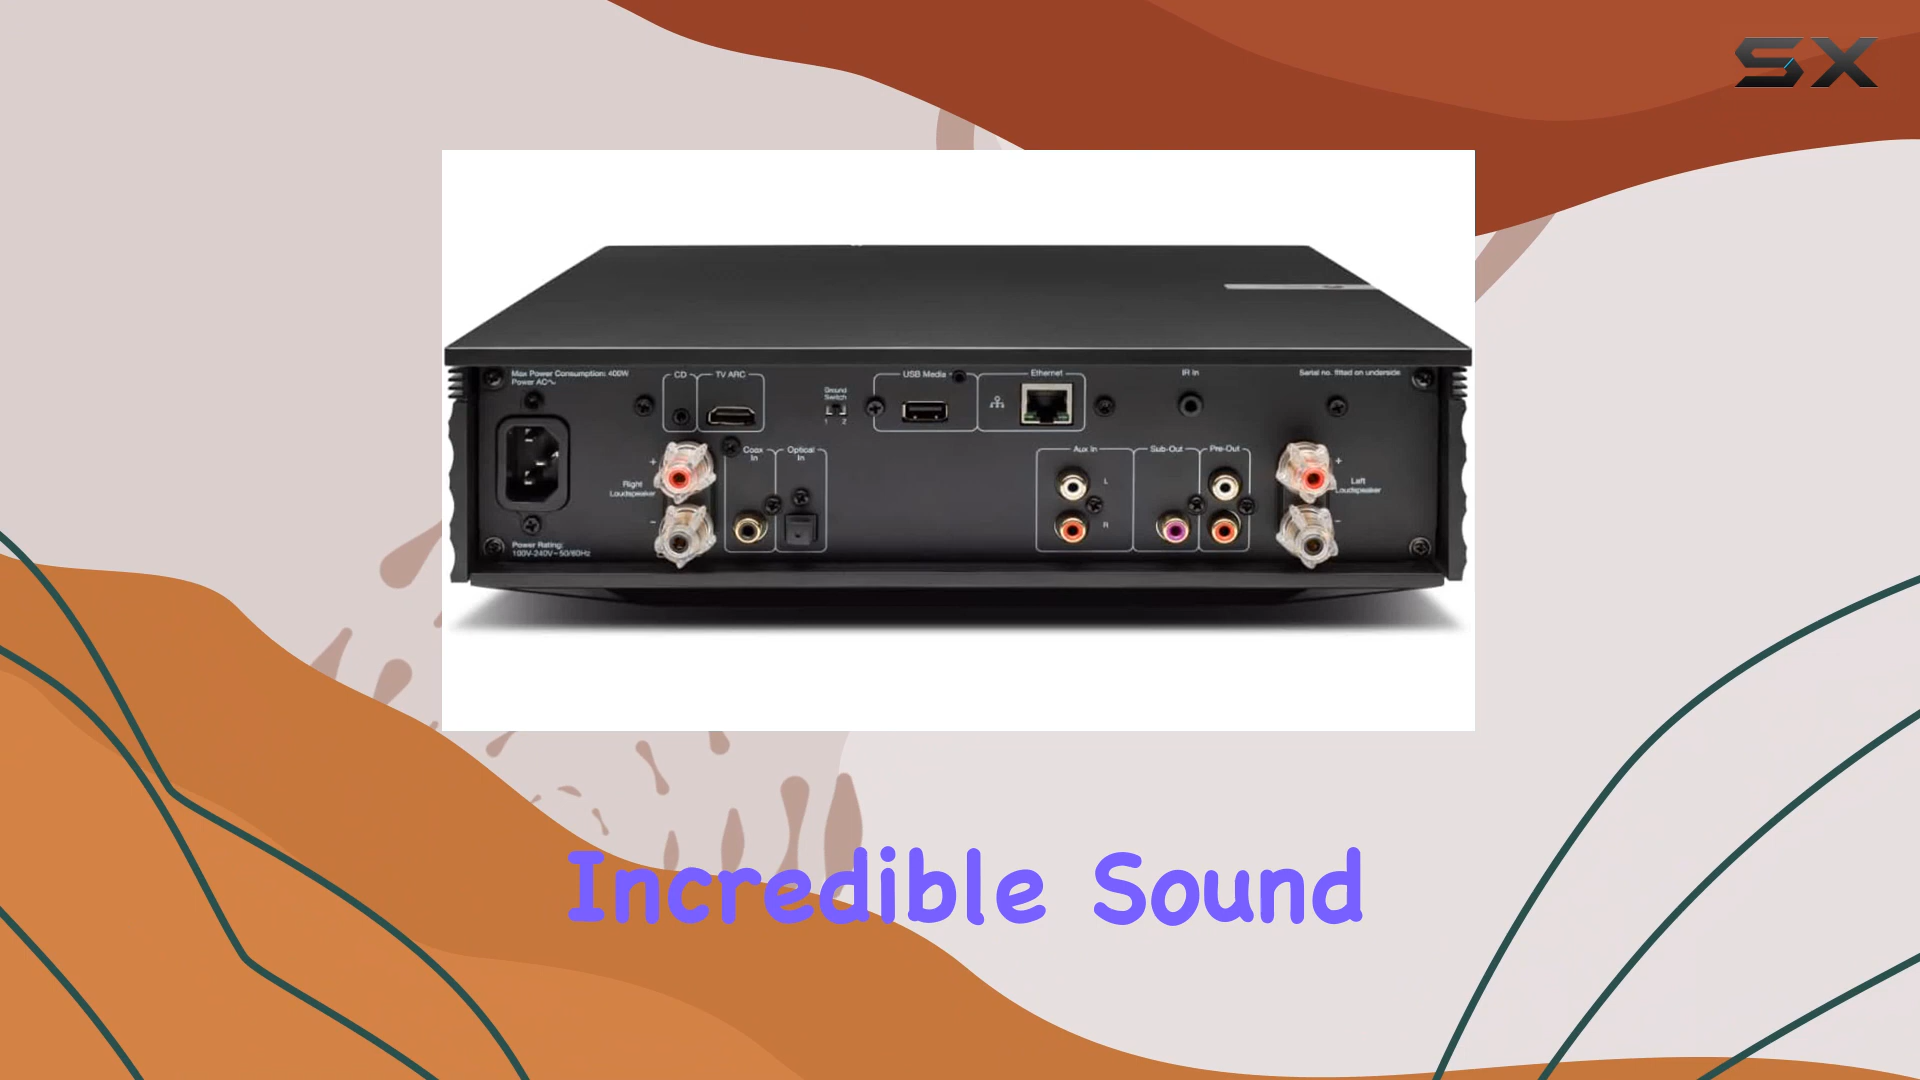 SX
Max Power Consumption: 400W
Power AC~
CD
TV ARC
Ground
Switch
1 2
USB Media
Ethernet
IR In
Serial no. fitted on underside
Coax
In
Optical
In
Aux In
Sub-Out
Pre-Out
+
Right
Loudspeaker
-
L
R
+
Left
Loudspeaker
-
Power Rating:
100V-240V~50/60Hz
Incredible Sound